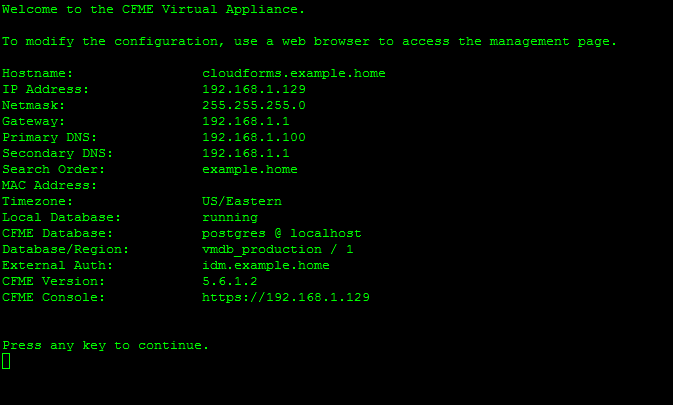 Welcome to the CFME Virtual Appliance.
To modify the configuration, use a web browser to access the management page.
Hostname: cloudforms.example.home
IP Address: 192.168.1.129
Netmask: 255.255.255.0
Gateway: 192.168.1.1
Primary DNS: 192.168.1.100
Secondary DNS: 192.168.1.1
Search Order: example.home
MAC Address:
Timezone: US/Eastern
Local Database: running
CFME Database: postgres @ localhost
Database/Region: vmdb_production / 1
External Auth: idm.example.home
CFME Version: 5.6.1.2
CFME Console: https://192.168.1.129
Press any key to continue.